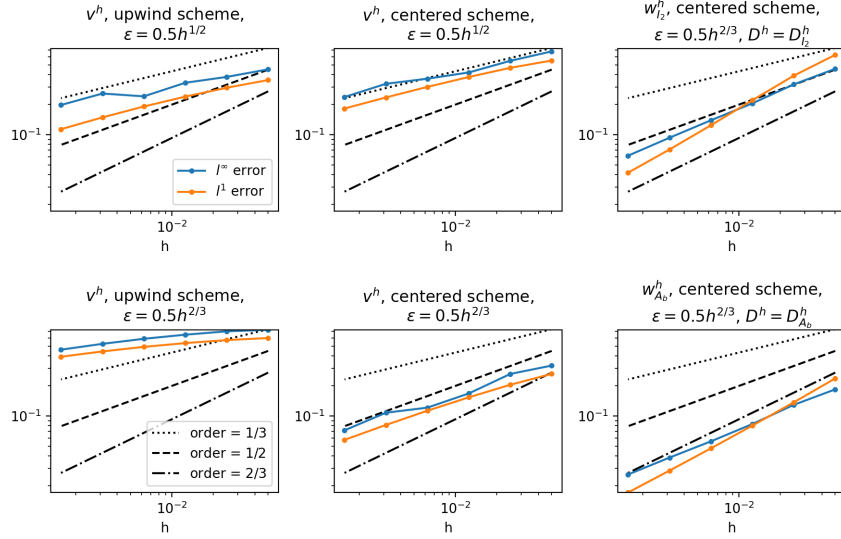 v^h, upwind scheme,
ε = 0.5h^{1/2}
10^{-1}
l^∞ error
l^1 error
10^{-2}
h
v^h, centered scheme,
ε = 0.5h^{1/2}
10^{-1}
10^{-2}
h
w^h_{I_2}, centered scheme,
ε = 0.5h^{2/3}, D^h = D^h_{I_2}
10^{-1}
10^{-2}
h
v^h, upwind scheme,
ε = 0.5h^{2/3}
10^{-1}
order = 1/3
order = 1/2
order = 2/3
10^{-2}
h
v^h, centered scheme,
ε = 0.5h^{2/3}
10^{-1}
10^{-2}
h
w^h_{A_b}, centered scheme,
ε = 0.5h^{2/3}, D^h = D^h_{A_b}
10^{-1}
10^{-2}
h